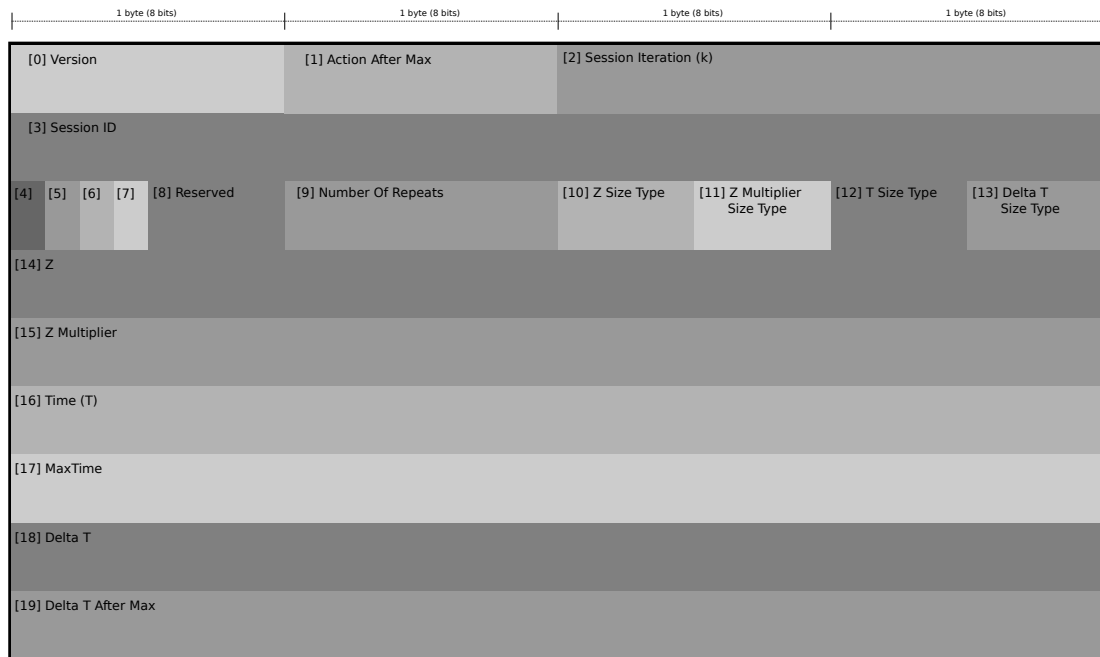 1 byte (8 bits) 1 byte (8 bits) 1 byte (8 bits) 1 byte (8 bits)
[0] Version [1] Action After Max [2] Session Iteration (k)
[3] Session ID
[4] [5] [6] [7] [8] Reserved [9] Number Of Repeats [10] Z Size Type [11] Z Multiplier [12] T Size Type [13] Delta T
Size Type Size Type
[14] Z
[15] Z Multiplier
[16] Time (T)
[17] MaxTime
[18] Delta T
[19] Delta T After Max